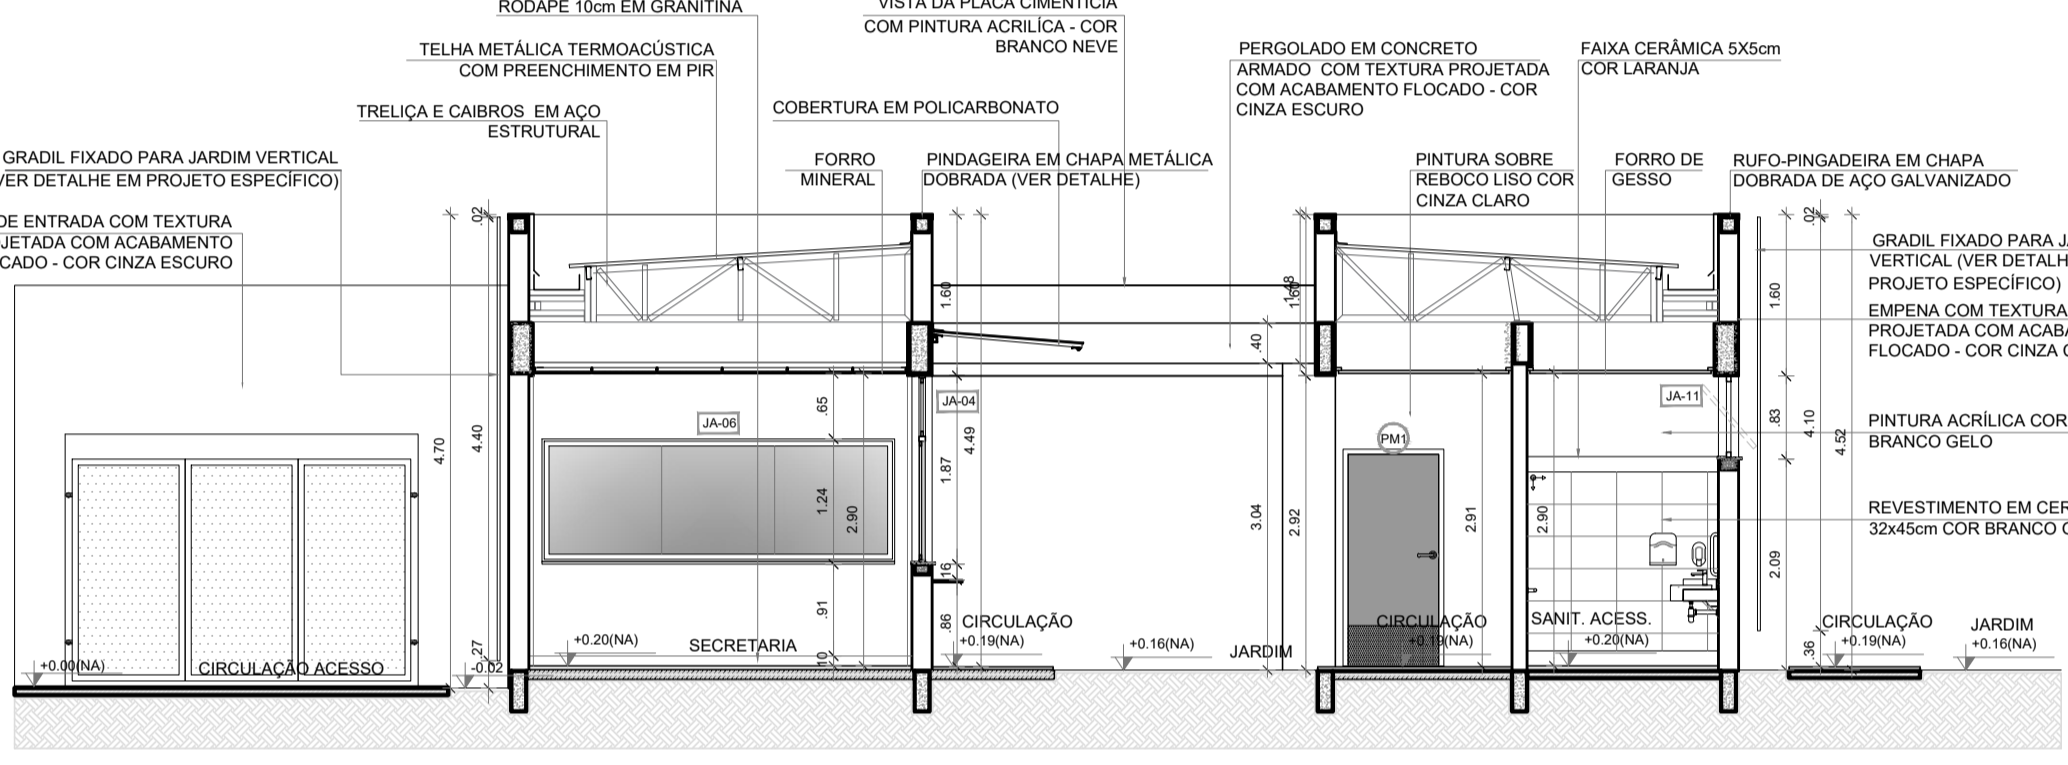 RODAPÉ 10cm EM GRANITINA
VISTA DA PLACA CIMENTÍCIA
COM PINTURA ACRILÍCA - COR
BRANCO NEVE
TELHA METÁLICA TERMOACÚSTICA
COM PREENCHIMENTO EM PIR
PERGOLADO EM CONCRETO
ARMADO COM TEXTURA PROJETADA
COM ACABAMENTO FLOCADO - COR
CINZA ESCURO
FAIXA CERÂMICA 5X5cm
COR LARANJA
TRELIÇA E CAIBROS EM AÇO
ESTRUTURAL
COBERTURA EM POLICARBONATO
GRADIL FIXADO PARA JARDIM VERTICAL
VER DETALHE EM PROJETO ESPECÍFICO)
FORRO
MINERAL
PINDAGEIRA EM CHAPA METÁLICA
DOBRADA (VER DETALHE)
PINTURA SOBRE
REBOCO LISO COR
CINZA CLARO
FORRO DE
GESSO
RUFO-PINGADEIRA EM CHAPA
DOBRADA DE AÇO GALVANIZADO
DE ENTRADA COM TEXTURA
JETADA COM ACABAMENTO
CADO - COR CINZA ESCURO
GRADIL FIXADO PARA JA
VERTICAL (VER DETALH
PROJETO ESPECÍFICO)
EMPENA COM TEXTURA
PROJETADA COM ACABA
FLOCADO - COR CINZA
PINTURA ACRÍLICA COR
BRANCO GELO
REVESTIMENTO EM CER
32x45cm COR BRANCO
.02
4.70
4.40
.27
-0.02
JA-06
.65
1.24
2.90
.91
.10
1.60
JA-04
4.49
1.87
.16
.86
.40
3.04
2.92
PM1
2.91
2.90
JA-11
.02
1.60
.83
4.10
4.52
2.09
.36
+0.00(NA)
CIRCULAÇÃO ACESSO
+0.20(NA)
SECRETARIA
CIRCULAÇÃO
+0.19(NA)
+0.16(NA)
JARDIM
CIRCULAÇÃO
+0.19(NA)
SANIT. ACESS.
+0.20(NA)
CIRCULAÇÃO
+0.19(NA)
JARDIM
+0.16(NA)